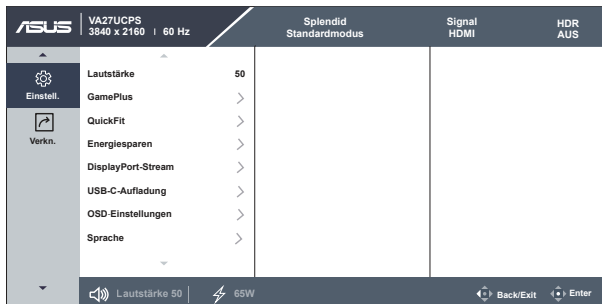 ASUS
VA27UCPS
3840 x 2160 | 60 Hz
Splendid
Standardmodus
Signal
HDMI
HDR
AUS
Einstell.
Verkn.
Lautstärke 50
GamePlus
QuickFit
Energiesparen
DisplayPort-Stream
USB-C-Aufladung
OSD-Einstellungen
Sprache
Lautstärke 50 | 65W
Back/Exit
Enter